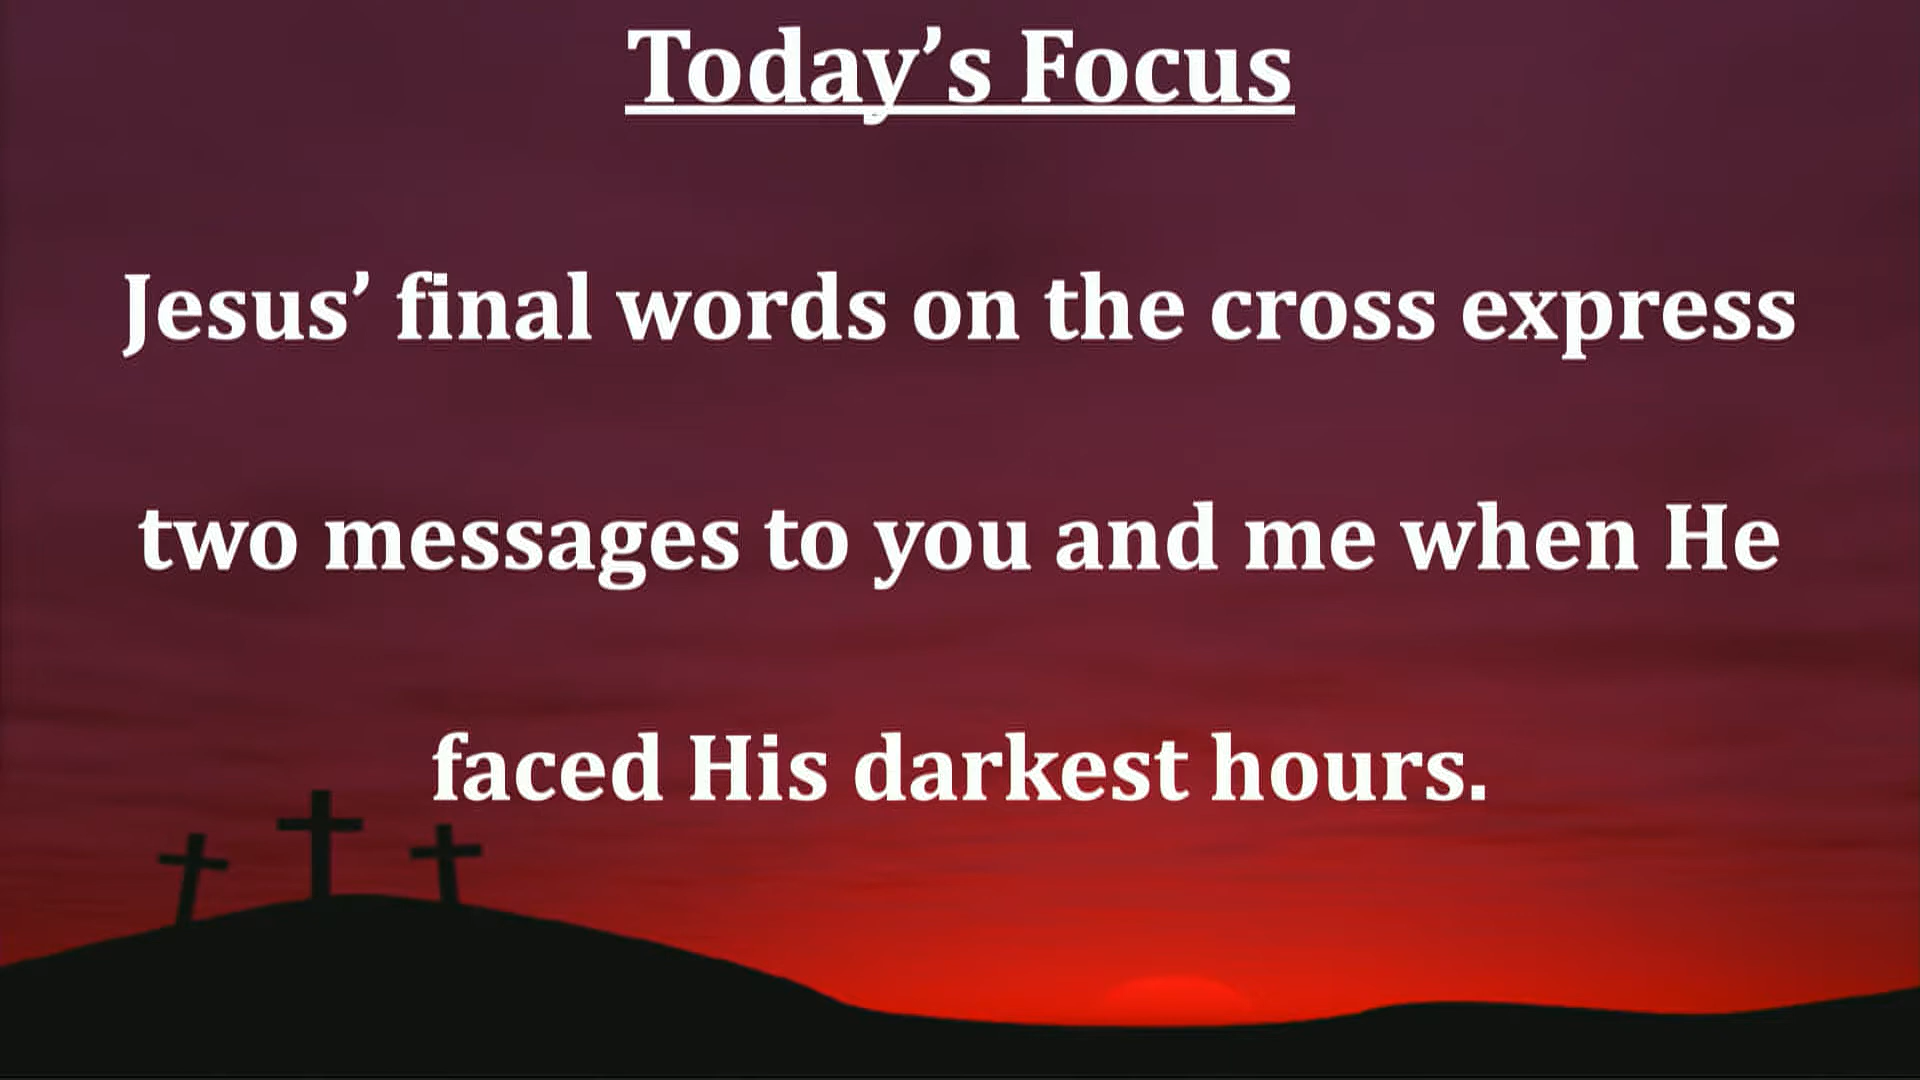 Today’s Focus
Jesus’ final words on the cross express
two messages to you and me when He
faced His darkest hours.